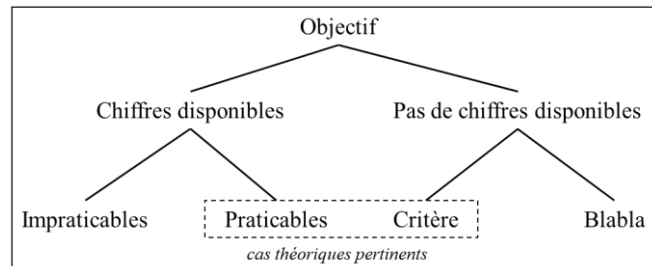 Objectif
Chiffres disponibles Pas de chiffres disponibles
Impraticables Praticables Critère Blabla
cas théoriques pertinents